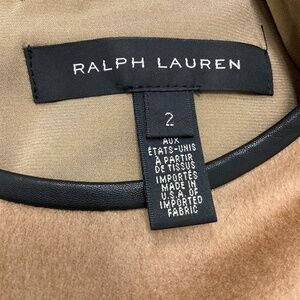 RALPH LAUREN
2
AUX
ÉTATS-UNIS
À PARTIR
DE TISSUS
IMPORTÉS
MADE IN
U.S.A. OF
IMPORTED
FABRIC